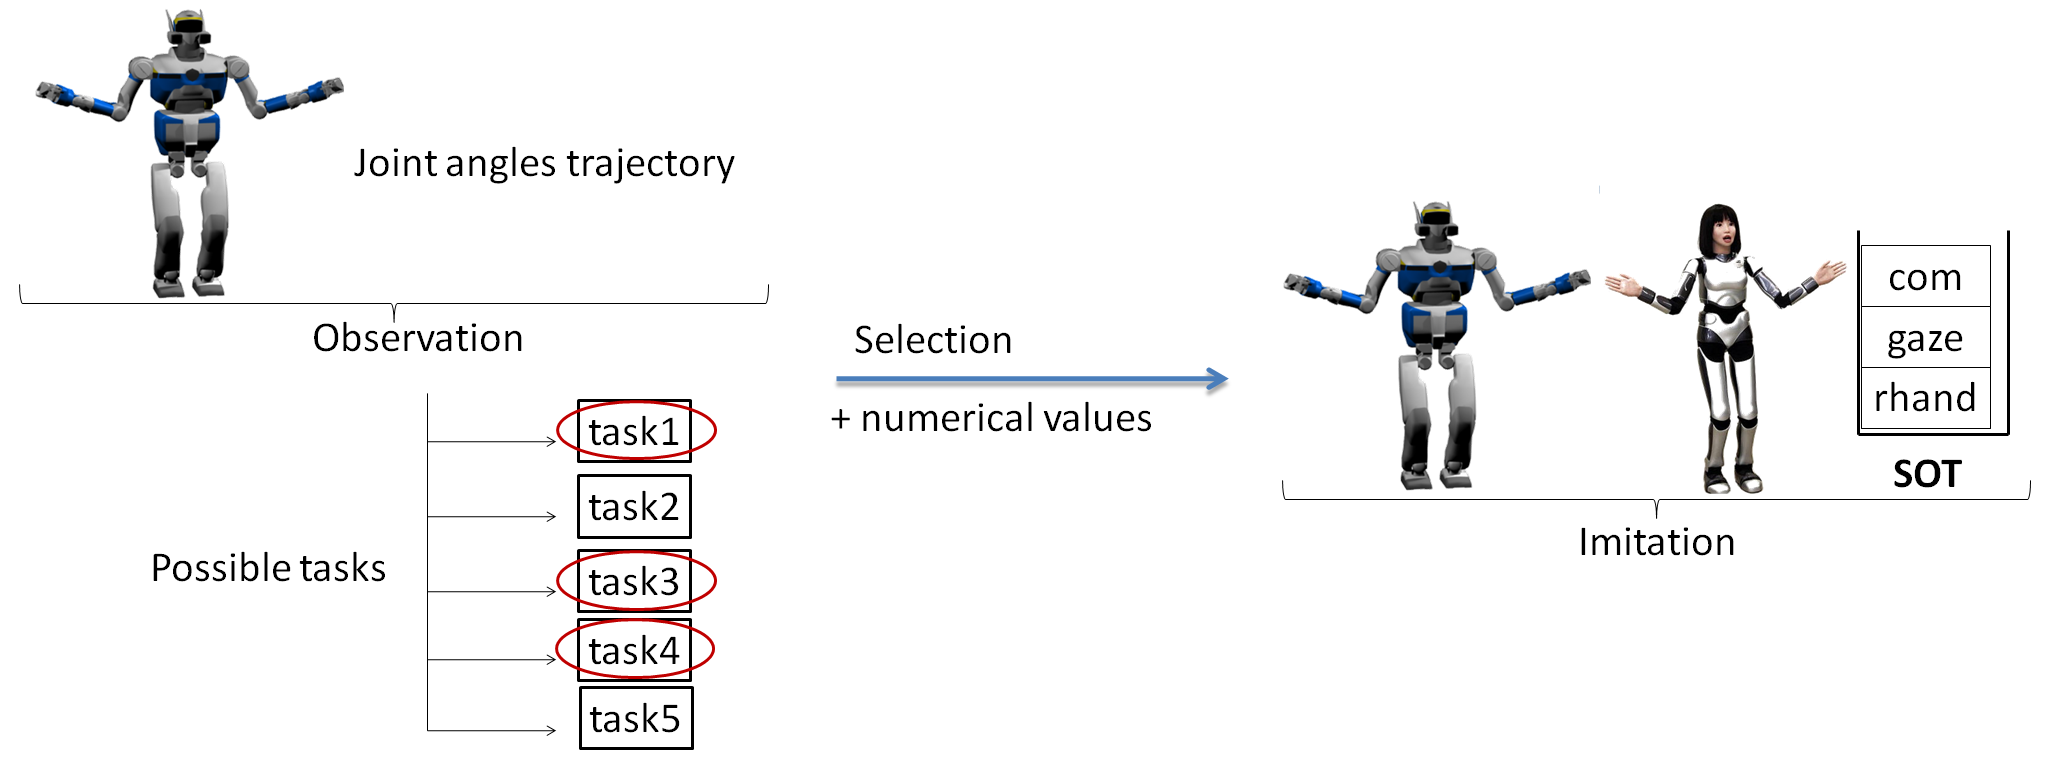 Joint angles trajectory
Observation
Possible tasks
task1
task2
task3
task4
task5
Selection
+ numerical values
com
gaze
rhand
SOT
Imitation